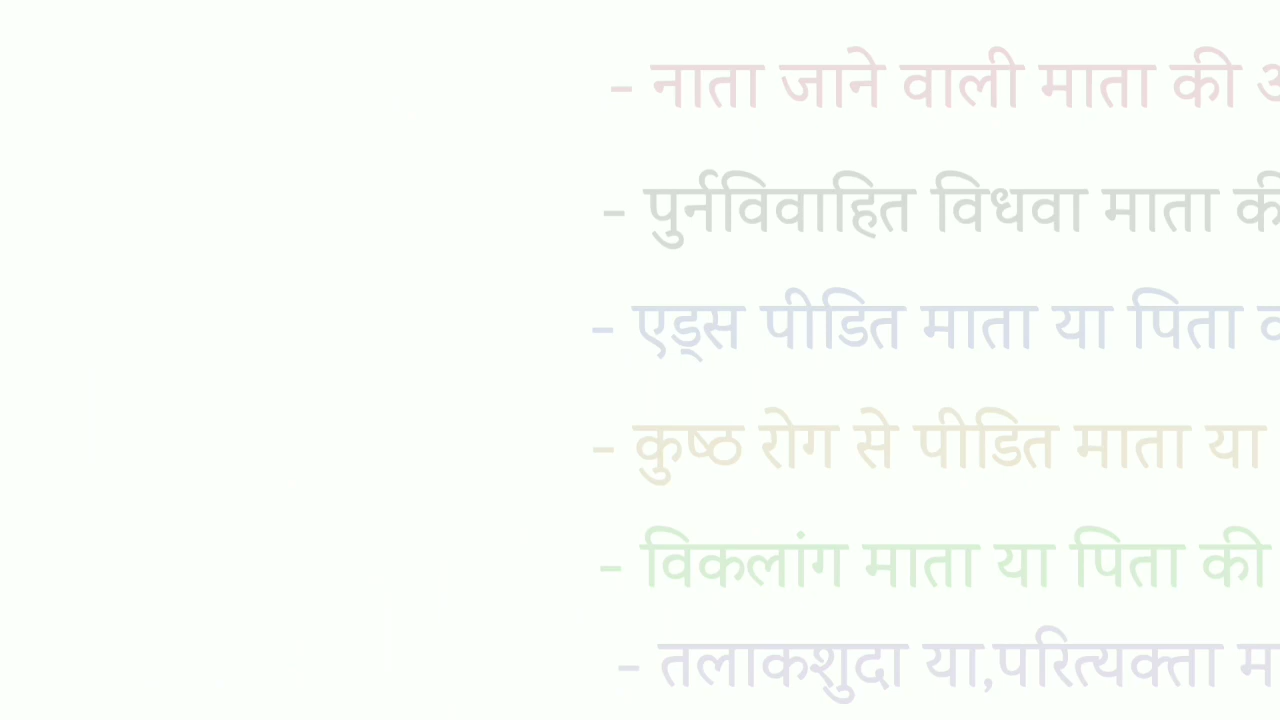 - नाता जाने वाली माता की
- पुर्नविवाहित विधवा माता की
- एड्स पीडित माता या पिता
- कुष्ठ रोग से पीडित माता या
- विकलांग माता या पिता की
- तलाकशुदा या,परित्यक्ता